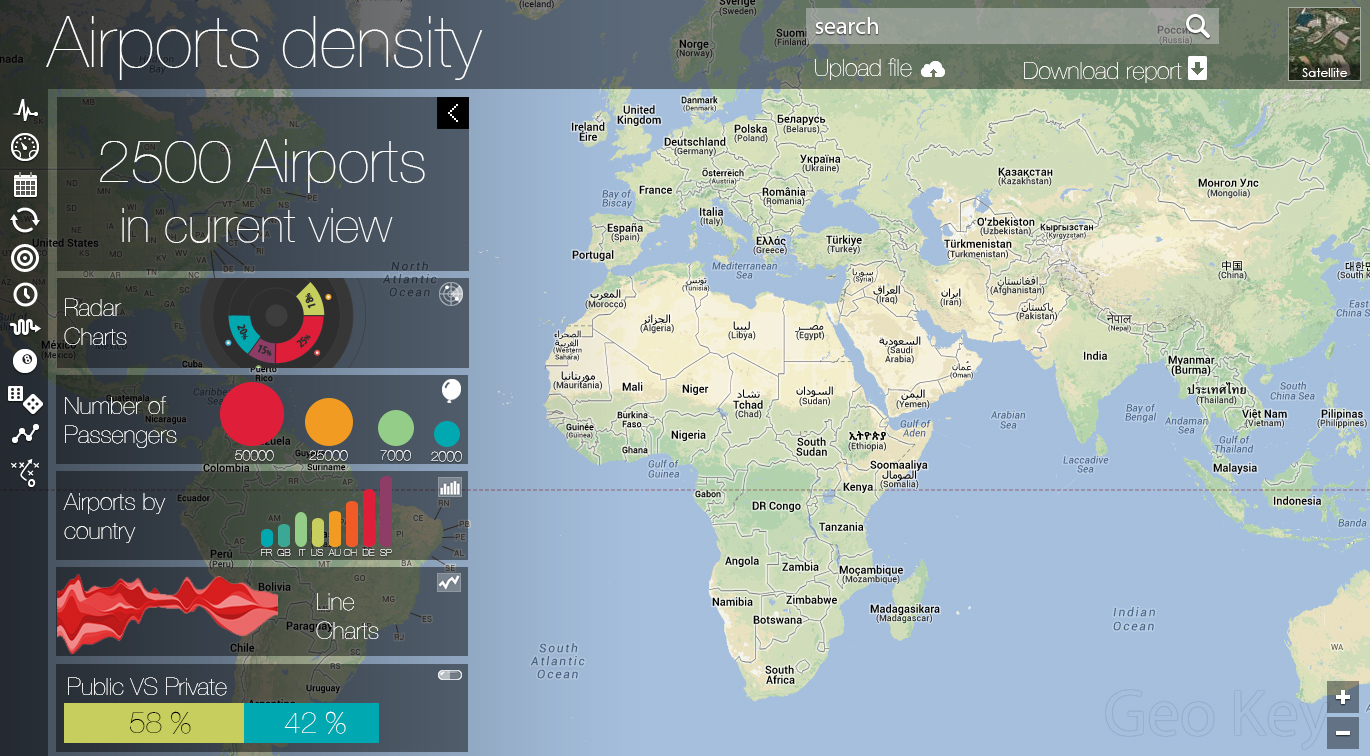 Airports density
search
Upload file
Download report
Satellite
2500 Airports
in current view
Radar
Charts
18%
20%
15%
25%
Number of
Passengers
50000
25000
7000
2000
Airports by
country
FR GB IT US AU CH DE SP
Line
Charts
Public VS Private
58 %
42 %
(Iceland)
Sverige
(Sweden)
Norge
(Norway)
Suomi
(Finland)
(Russia)
Danmark
(Denmark)
United
Kingdom
Ireland
Éire
Беларусь
(Belarus)
Polska
(Poland)
Deutschland
(Germany)
Україна
(Ukraine)
Österreich
(Austria)
France
România
(Romania)
Bay of
Biscay
Italia
(Italy)
España
(Spain)
Portugal
Ελλάς
(Greece)
Türkiye
(Turkey)
Mediterranean
Sea
Қазақстан
(Kazakhstan)
Монгол Улс
(Mongolia)
O'zbekiston
(Uzbekistan)
Кыргызстан
(Kyrgyzstan)
Türkmenistan
(Turkmenistan)
中国
(China)
سوريا
(Syria)
العراق
(Iraq)
ایران
(Iran)
افغانستان
(Afghanistan)
پاکستان
(Pakistan)
नेपाल
(Nepal)
India
Myanmar
(Burma)
ประเทศไทย
(Thailand)
Việt Nam
(Vietnam)
Pilipinas
(Philippines)
South
China Sea
Bay of
Bengal
Andaman
Sea
Gulf of
Thailand
Laccadive
Sea
Arabian
Sea
Malaysia
Indonesia
Banda
تونس
(Tunisia)
المغرب
(Morocco)
الجزائر
(Algeria)
ليبيا
(Libya)
مصر
(Egypt)
السعودية
(Saudi
Arabia)
عمان
(Oman)
اليمن
(Yemen)
Gulf of
Aden
الصحراء
الغربية
(Western
Sahara)
موريتانيا
(Mauritania)
Mali
Niger
تشاد
Tchad
(Chad)
السودان
(Sudan)
Burkina
Faso
Guinée
(Guinea)
Ghana
Nigeria
South
Sudan
ኢትዮጵያ
(Ethiopia)
Soomaaliya
الصومال
(Somalia)
Gulf of
Guinea
Gabon
DR Congo
Kenya
Tanzania
Angola
Zambia
Moçambique
(Mozambique)
Namibia
Zimbabwe
Botswana
Madagasikara
(Madagascar)
South
Africa
South
Atlantic
Ocean
Indian
Ocean
WA
North
Atlantic
Ocean
United States
México
Cuba
Puerto
Rico
Nicaragua
Colombia
Suriname
Ecuador
Perú
(Peru)
Bolivia
Paraguay
Chile
Uruguay
Geo Key